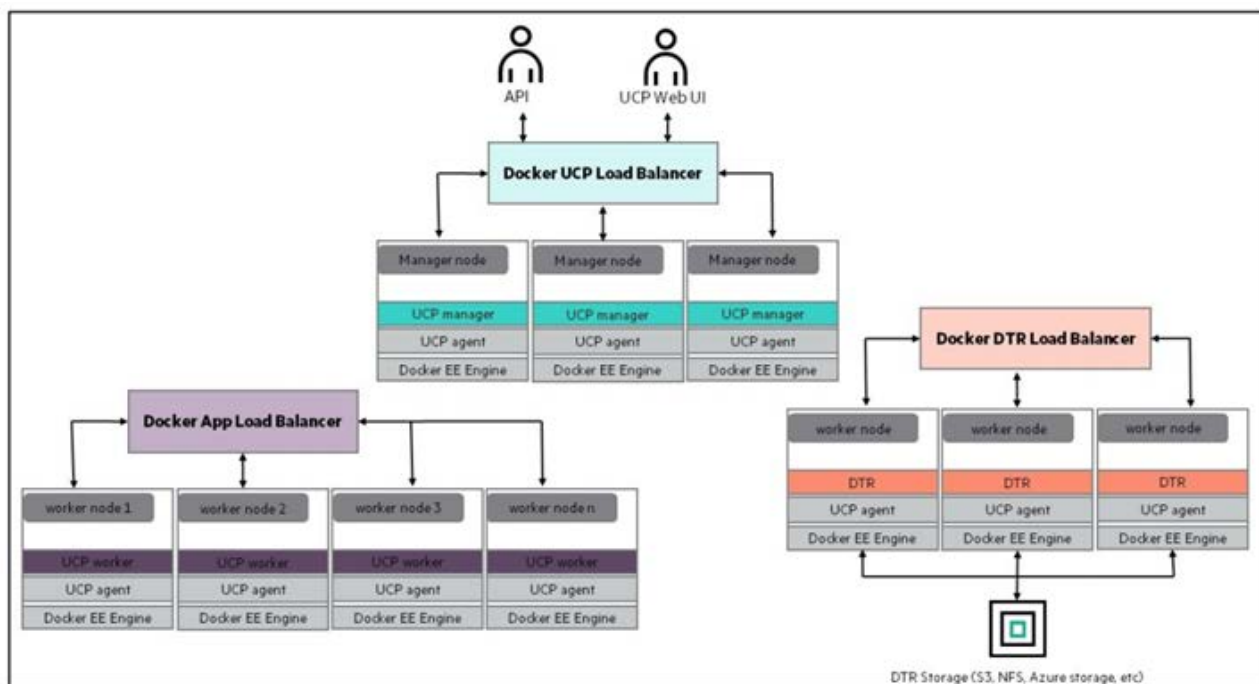 API
UCP Web UI
Docker UCP Load Balancer
Manager node
Manager node
Manager node
UCP manager
UCP manager
UCP manager
UCP agent
UCP agent
UCP agent
Docker EE Engine
Docker EE Engine
Docker EE Engine
Docker DTR Load Balancer
worker node
worker node
worker node
DTR
DTR
DTR
UCP agent
UCP agent
UCP agent
Docker EE Engine
Docker EE Engine
Docker EE Engine
DTR Storage (S3, NFS, Azure storage, etc)
Docker App Load Balancer
worker node 1
worker node 2
worker node 3
worker node n
UCP worker
UCP worker
UCP worker
UCP worker
UCP agent
UCP agent
UCP agent
UCP agent
Docker EE Engine
Docker EE Engine
Docker EE Engine
Docker EE Engine